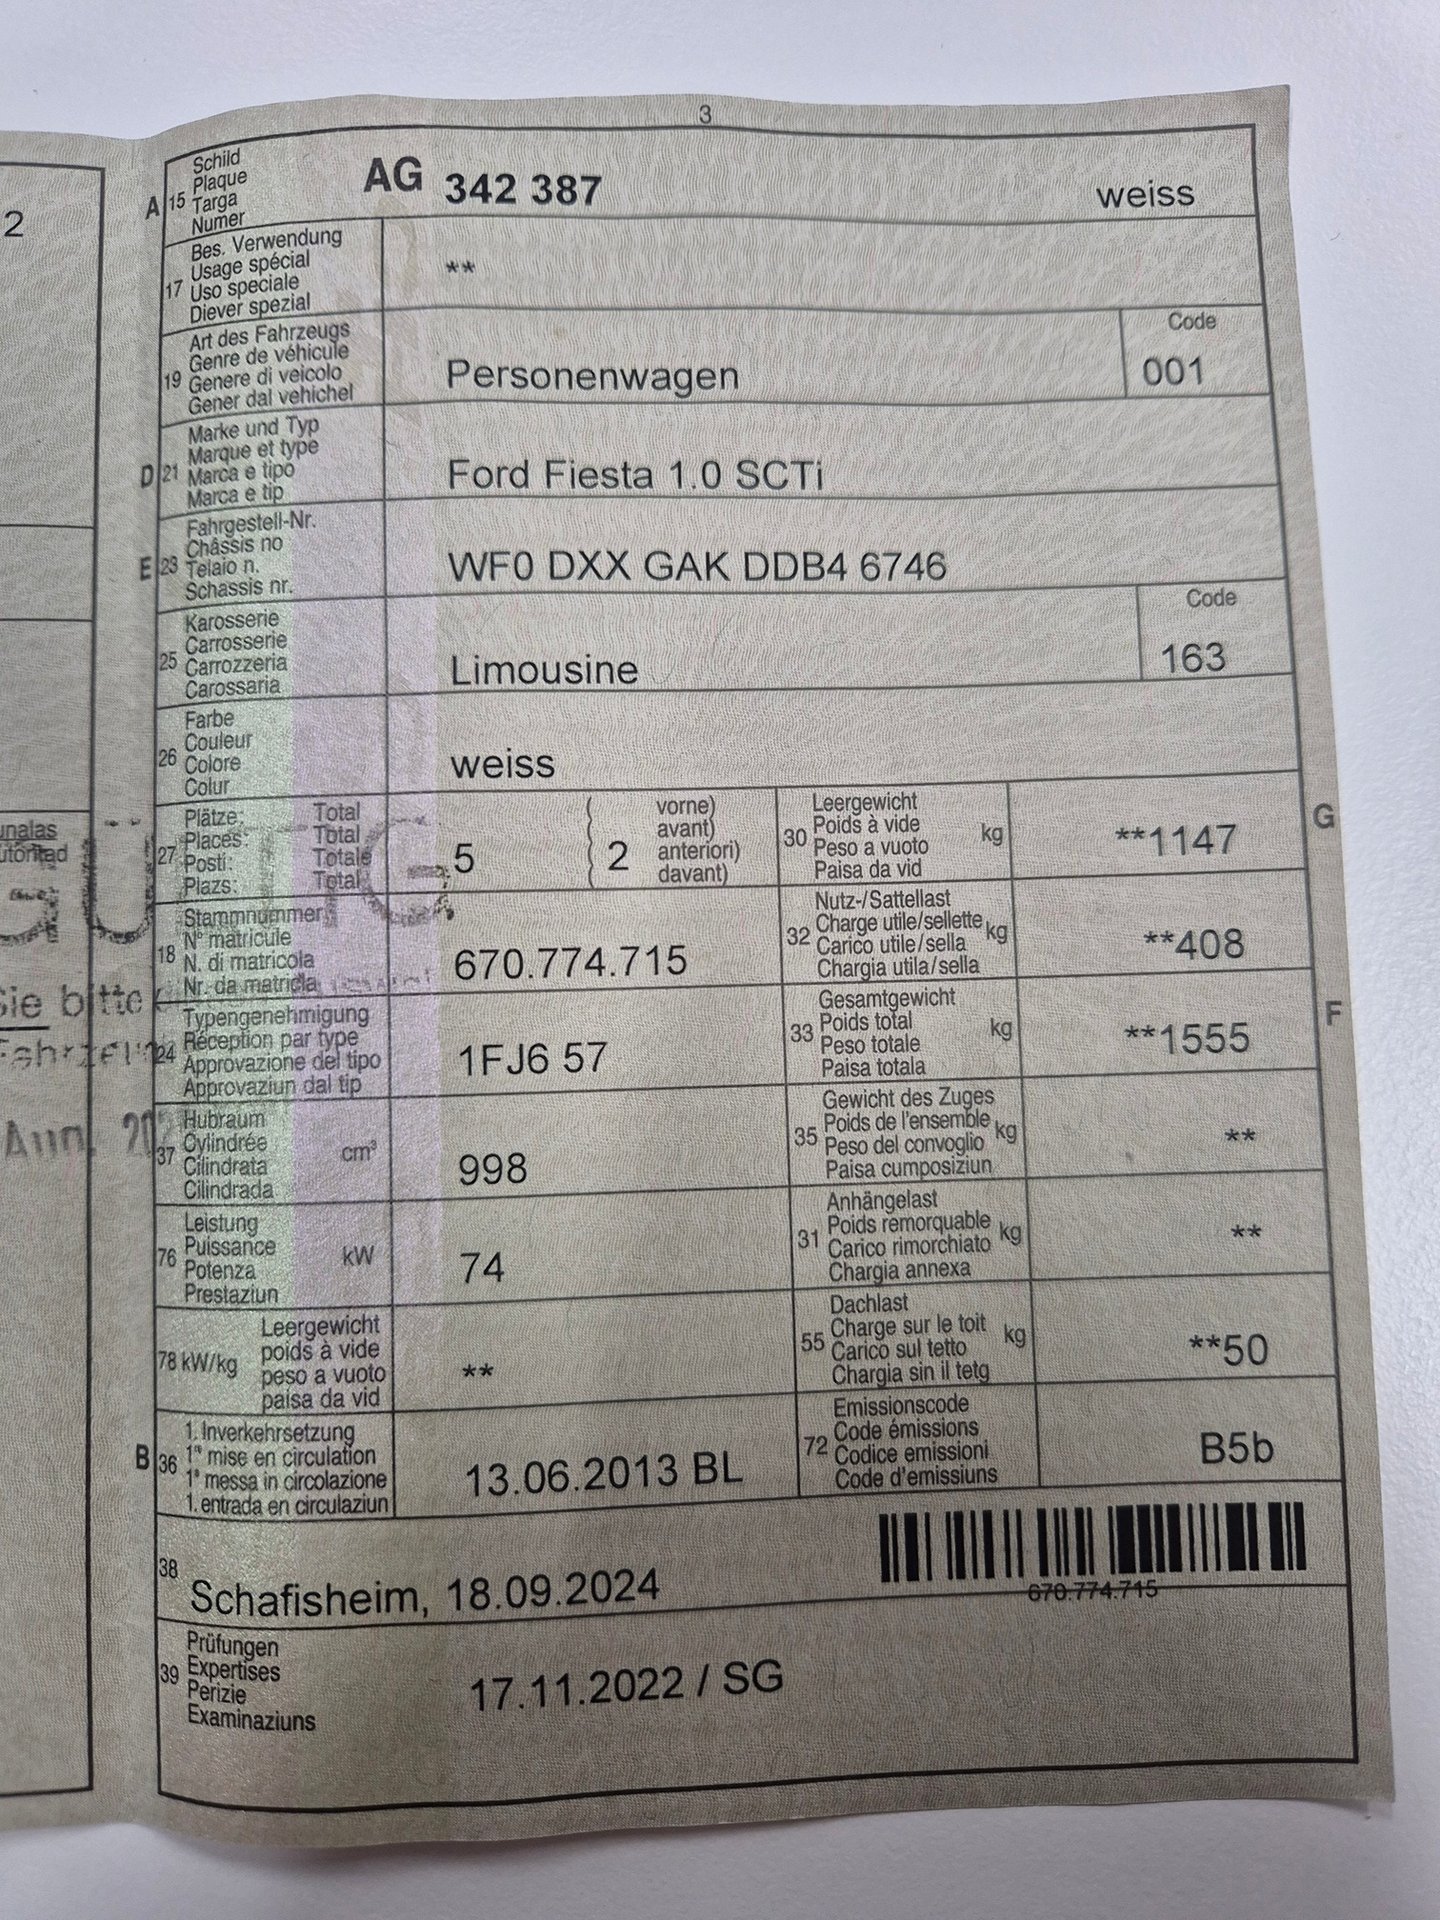 3
2
A 15 Schild
Plaque
Targa
Numer
AG 342 387 weiss
17 Bes. Verwendung
Usage spécial
Uso speciale
Diever spezial
**
19 Art des Fahrzeugs
Genre de véhicule
Genere di veicolo
Gener dal vehichel
Personenwagen
Code
001
D 21 Marke und Typ
Marque et type
Marca e tipo
Marca e tip
Ford Fiesta 1.0 SCTi
E 23 Fahrgestell-Nr.
Châssis no
Telaio n.
Schassis nr.
WF0 DXX GAK DDB4 6746
25 Karosserie
Carrosserie
Carrozzeria
Carossaria
Limousine
Code
163
26 Farbe
Couleur
Colore
Colur
weiss
27 Plätze: Total
Places: Total
Posti: Totale
Plazs: Total
5 ( 2 vorne)
avant)
anteriori)
davant)
30 Leergewicht
Poids à vide
Peso a vuoto
Paisa da vid
kg
**1147
G
18 Stammnummer
N° matricule
N. di matricola
Nr. da matricla
670.774.715
32 Nutz-/Sattellast
Charge utile/sellette
Carico utile/sella
Chargia utila/sella
kg
**408
24 Typengenehmigung
Réception par type
Approvazione del tipo
Approvaziun dal tip
1FJ6 57
33 Gesamtgewicht
Poids total
Peso totale
Paisa totala
kg
**1555
F
37 Hubraum
Cylindrée
Cilindrata
Cilindrada
cm³
998
35 Gewicht des Zuges
Poids de l'ensemble
Peso del convoglio
Paisa cumposiziun
kg
**
76 Leistung
Puissance
Potenza
Prestaziun
kW
74
31 Anhängelast
Poids remorquable
Carico rimorchiato
Chargia annexa
kg
**
78 kW/kg Leergewicht
poids à vide
peso a vuoto
paisa da vid
**
55 Dachlast
Charge sur le toit
Carico sul tetto
Chargia sin il tetg
kg
**50
B 36 1. Inverkehrsetzung
1re mise en circulation
1a messa in circolazione
1. entrada en circulaziun
13.06.2013 BL
72 Emissionscode
Code émissions
Codice emissioni
Code d'emissiuns
B5b
38
Schafisheim, 18.09.2024
670.774.715
39 Prüfungen
Expertises
Perizie
Examinaziuns
17.11.2022 / SG
Sie bitte